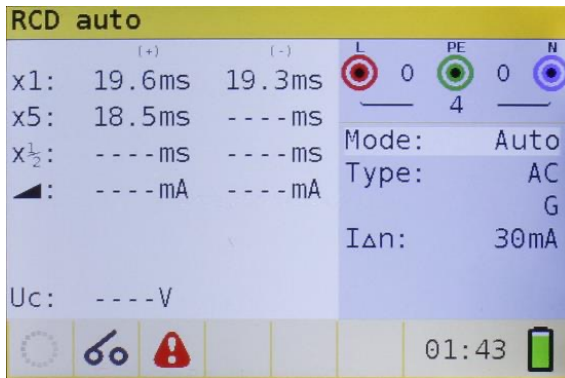 RCD auto
(+) (-)
x1: 19.6ms 19.3ms
x5: 18.5ms ----ms
x½: ----ms ----ms
◢: ----mA ----mA
Uc: ----V
L PE N
0 0
4
Mode: Auto
Type: AC
G
I∆n: 30mA
01:43